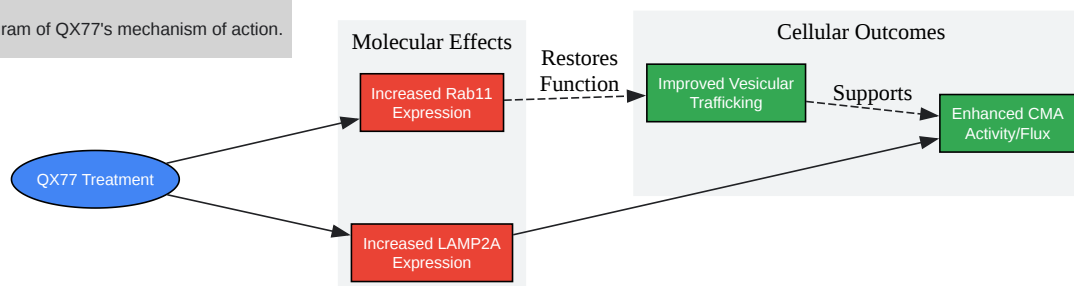 ram of QX77's mechanism of action.
Molecular Effects
Cellular Outcomes
Restores
Function
Increased Rab11
Expression
Improved Vesicular
Trafficking
Supports
Enhanced CMA
Activity/Flux
QX77 Treatment
Increased LAMP2A
Expression